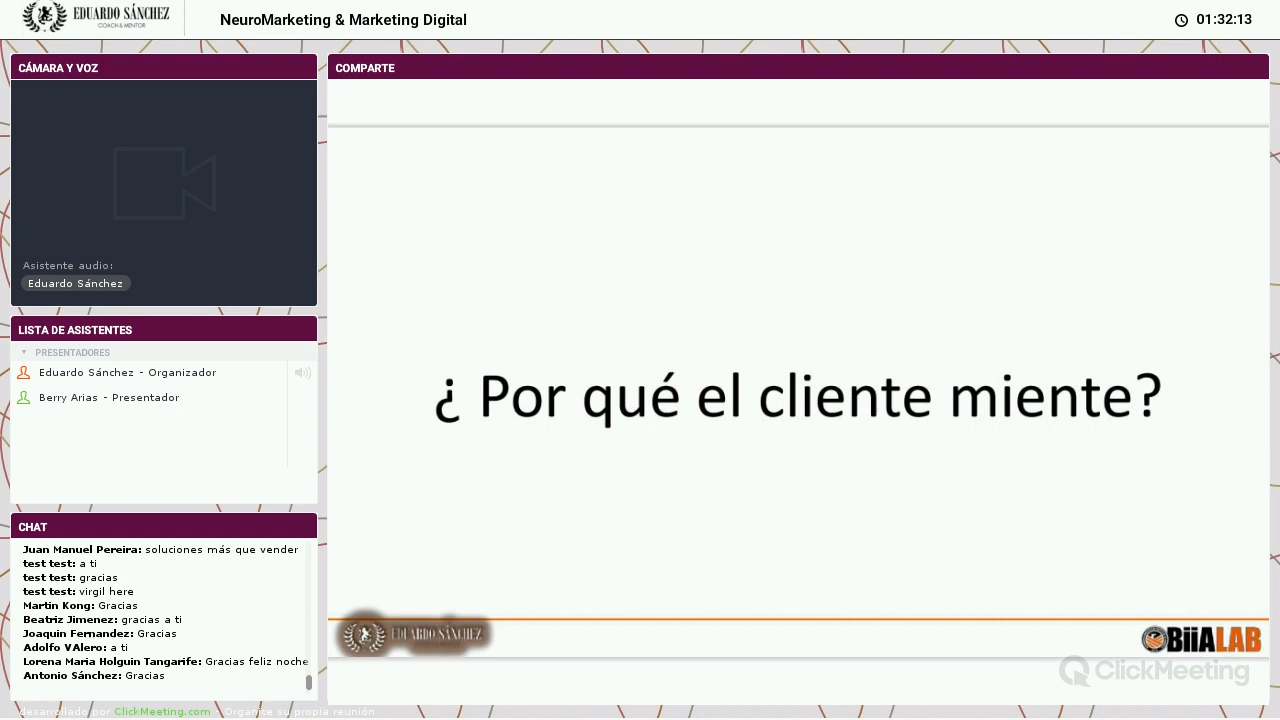 EDUARDO SÁNCHEZ
COACH & MENTOR
NeuroMarketing & Marketing Digital
01:32:13
CÁMARA Y VOZ
Asistente audio:
Eduardo Sánchez
LISTA DE ASISTENTES
PRESENTADORES
Eduardo Sánchez - Organizador
Berry Arias - Presentador
CHAT
Juan Manuel Pereira: soluciones más que vender
test test: a ti
test test: gracias
test test: virgil here
Martin Kong: Gracias
Beatriz Jimenez: gracias a ti
Joaquin Fernandez: Gracias
Adolfo VAlero: a ti
Lorena Maria Holguin Tangarife: Gracias feliz noche
Antonio Sánchez: Gracias
desarrollado por ClickMeeting.com - Organice su propia reunión
COMPARTE
¿ Por qué el cliente miente?
EDUARDO SÁNCHEZ
BiiALAB
ClickMeeting